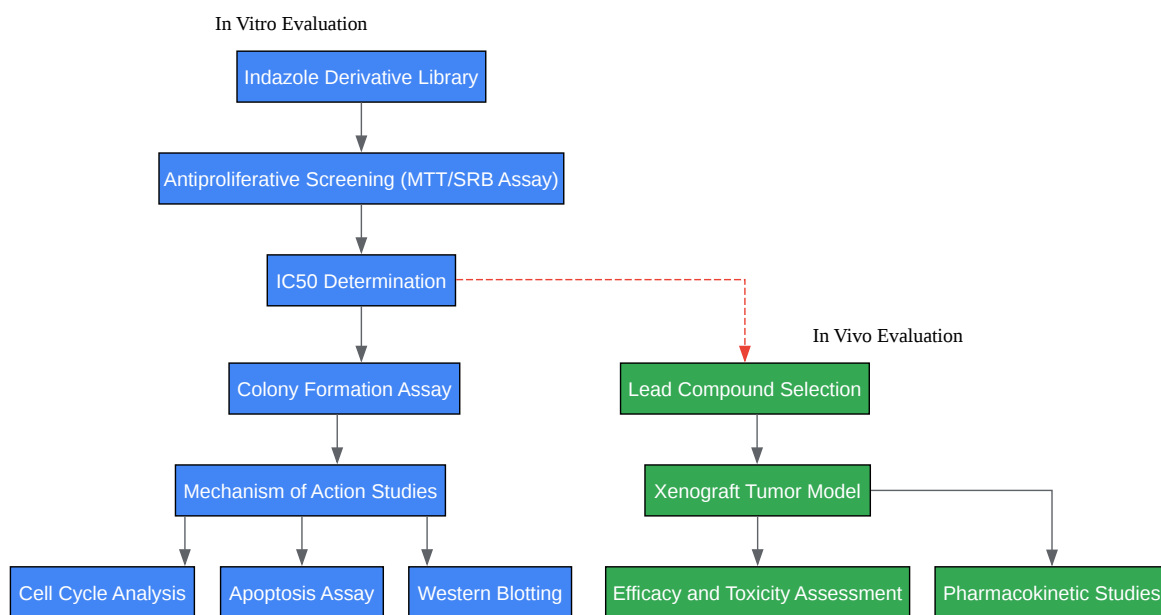 In Vitro Evaluation
Indazole Derivative Library
Antiproliferative Screening (MTT/SRB Assay)
IC50 Determination
In Vivo Evaluation
Colony Formation Assay
Lead Compound Selection
Mechanism of Action Studies
Xenograft Tumor Model
Cell Cycle Analysis
Apoptosis Assay
Western Blotting
Efficacy and Toxicity Assessment
Pharmacokinetic Studies